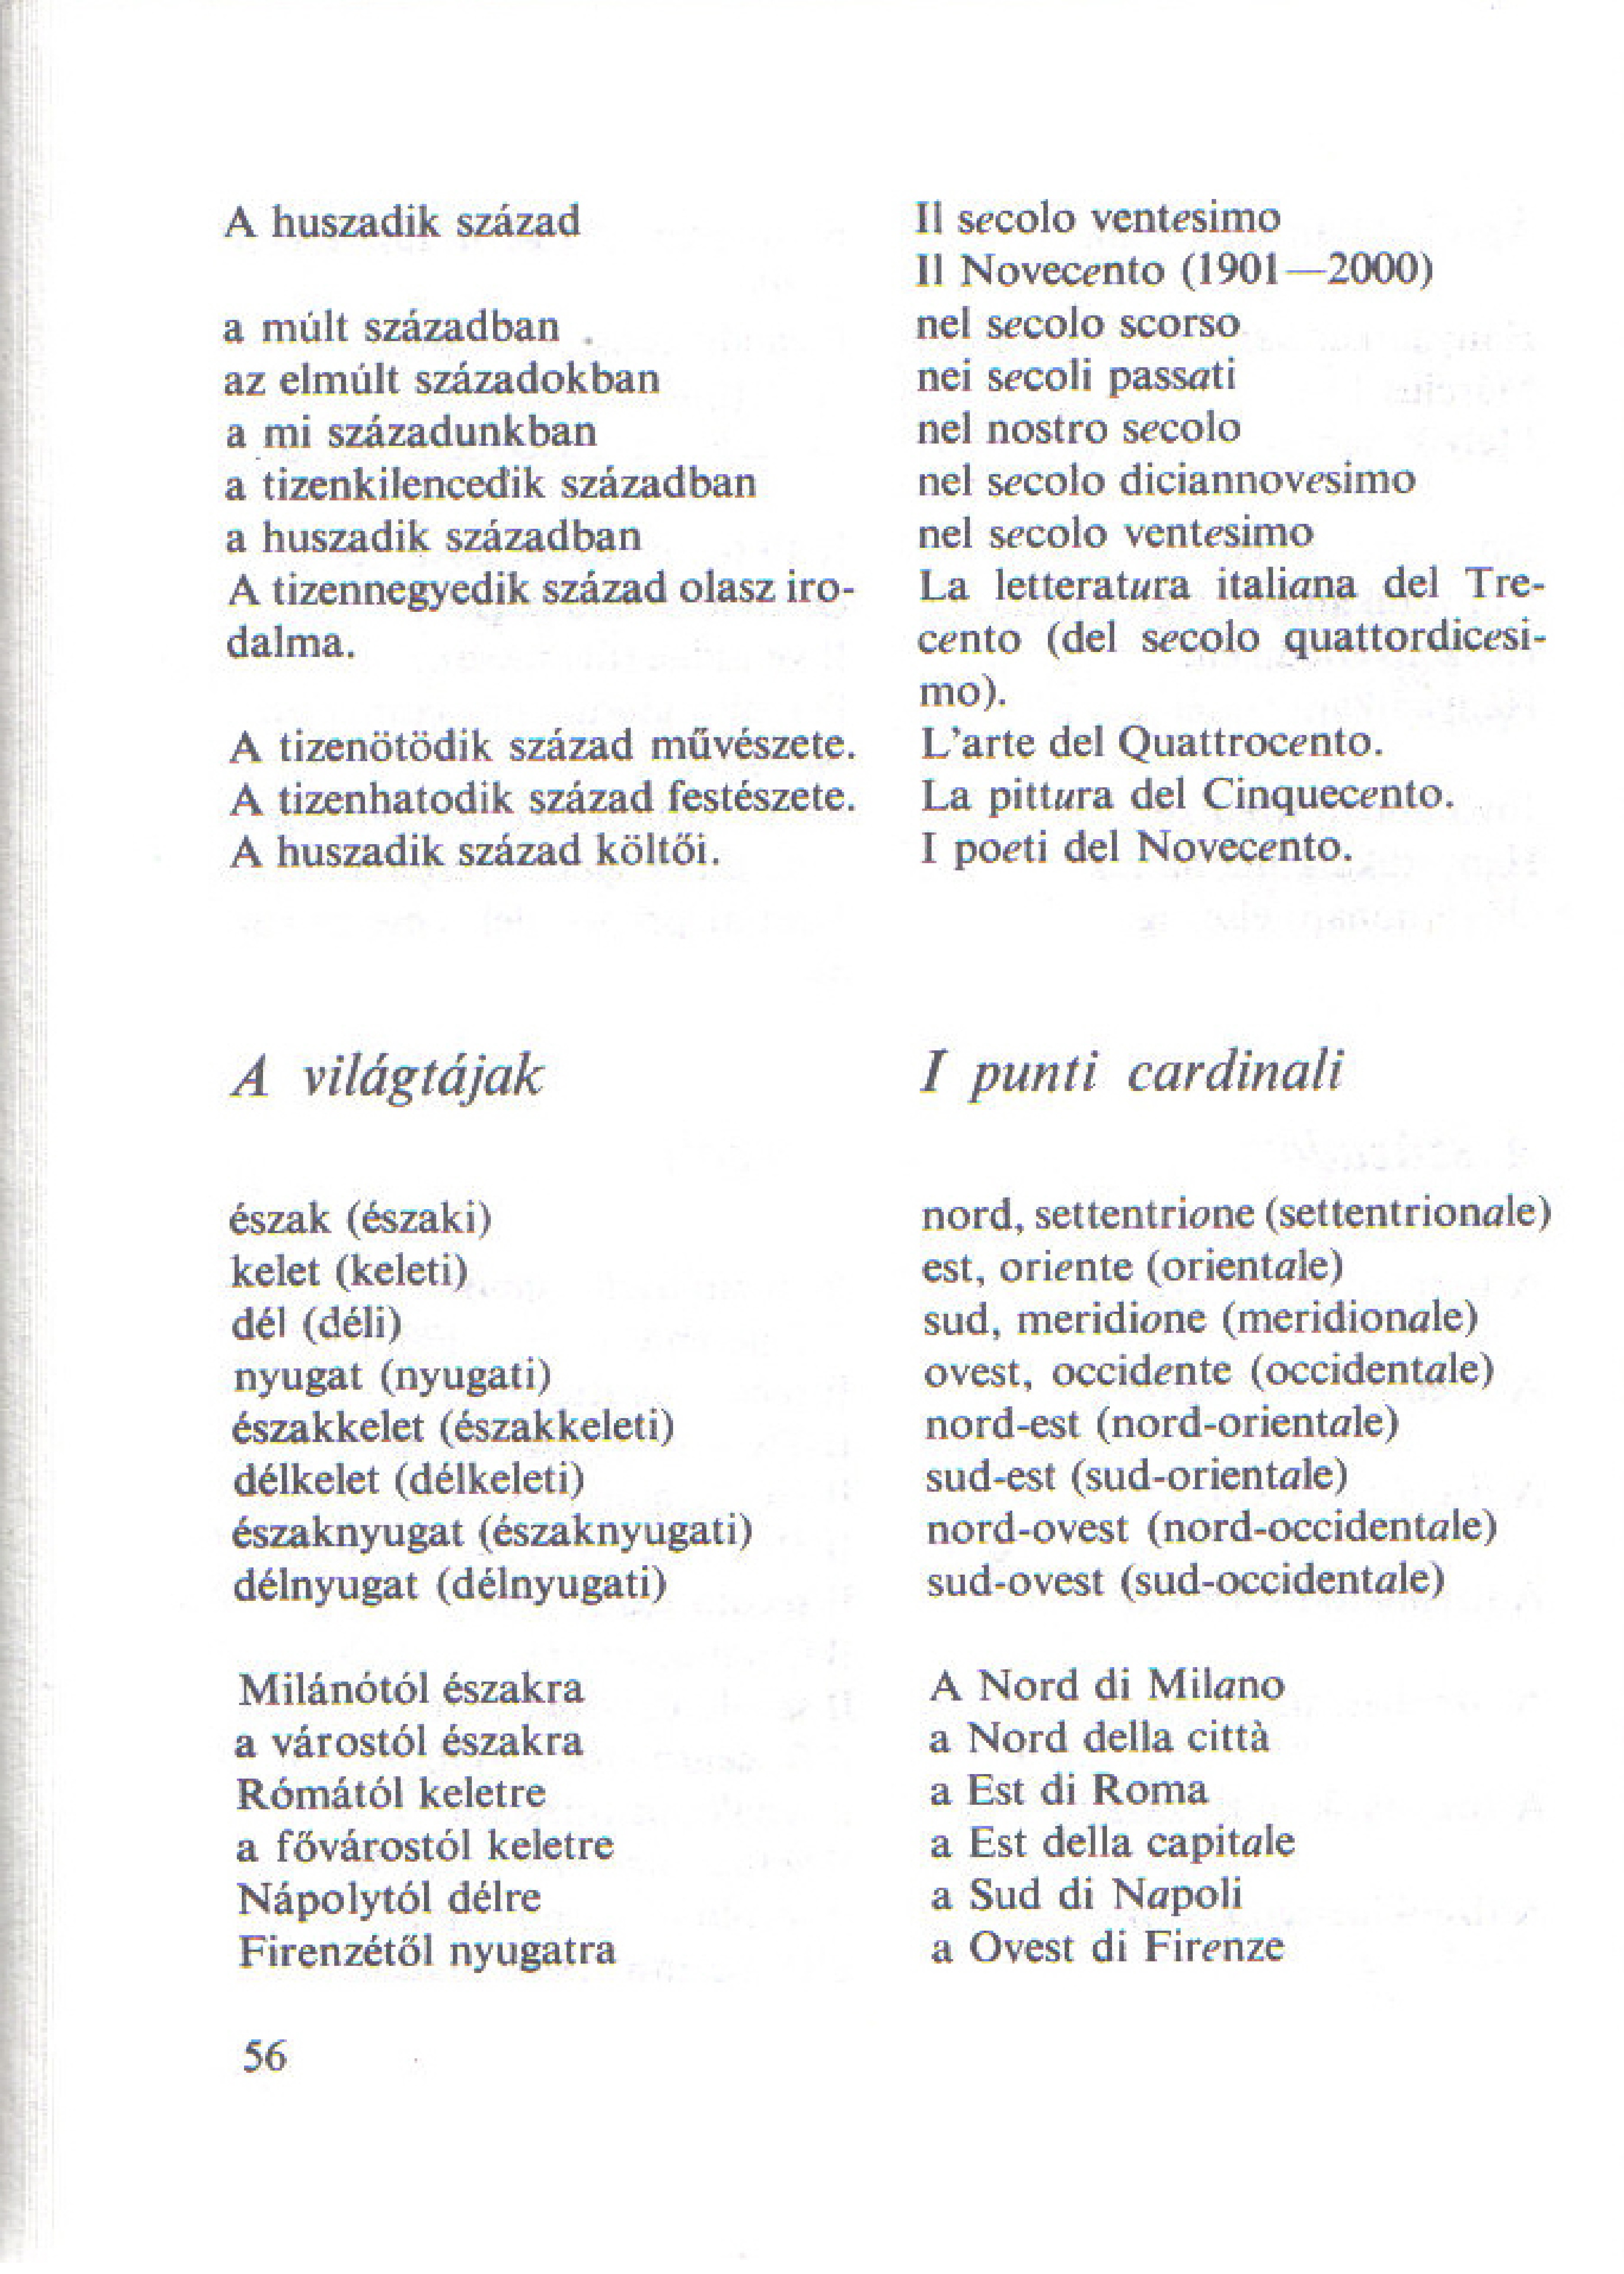 A huszadik század
Il secolo ventesimo
Il Novecento (1901—2000)
a múlt században
nel secolo scorso
az elmúlt századokban
nei secoli passati
a mi századunkban
nel nostro secolo
a tizenkilencedik században
nel secolo diciannovesimo
a huszadik században
nel secolo ventesimo
A tizennegyedik század olasz iro-
dalma.
La letteratura italiana del Tre-
cento (del secolo quattordicesi-
mo).
A tizenötödik század művészete.
L'arte del Quattrocento.
A tizenhatodik század festészete.
La pittura del Cinquecento.
A huszadik század költői.
I poeti del Novecento.
A világtájak
I punti cardinali
észak (északi)
nord, settentrione (settentrionale)
kelet (keleti)
est, oriente (orientale)
dél (déli)
sud, meridione (meridionale)
nyugat (nyugati)
ovest, occidente (occidentale)
északkelet (északkeleti)
nord-est (nord-orientale)
délkelet (délkeleti)
sud-est (sud-orientale)
északnyugat (északnyugati)
nord-ovest (nord-occidentale)
délnyugat (délnyugati)
sud-ovest (sud-occidentale)
Milánótól északra
A Nord di Milano
a várostól északra
a Nord della città
Rómától keletre
a Est di Roma
a fővárostól keletre
a Est della capitale
Nápolytól délre
a Sud di Napoli
Firenzétől nyugatra
a Ovest di Firenze
56